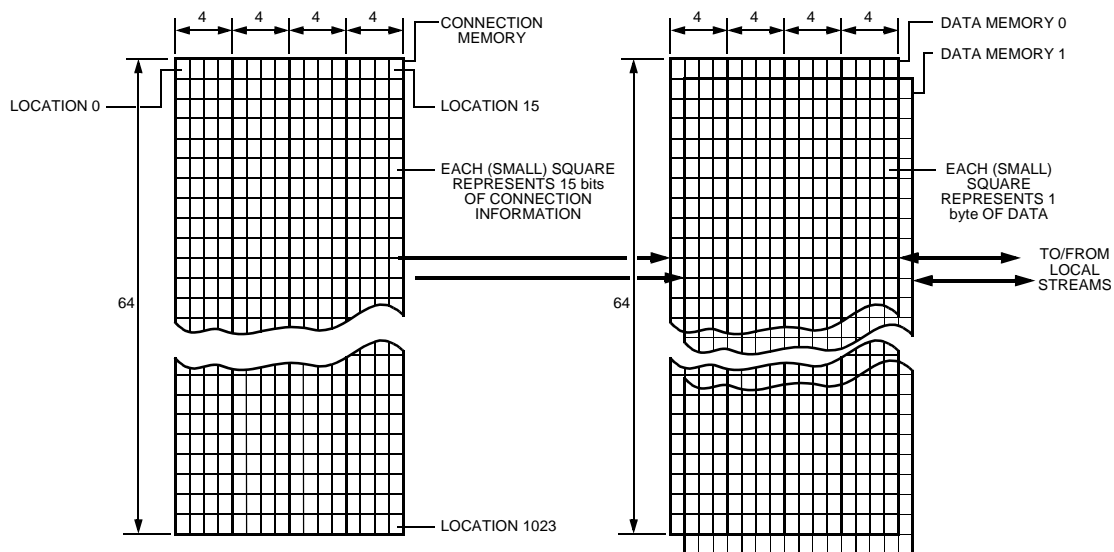 4 4 4 4
CONNECTION
MEMORY
LOCATION 0
LOCATION 15
EACH (SMALL) SQUARE
REPRESENTS 15 bits
OF CONNECTION
INFORMATION
64
LOCATION 1023
4 4 4 4
DATA MEMORY 0
DATA MEMORY 1
EACH (SMALL)
SQUARE
REPRESENTS 1
byte OF DATA
64
TO/FROM
LOCAL
STREAMS